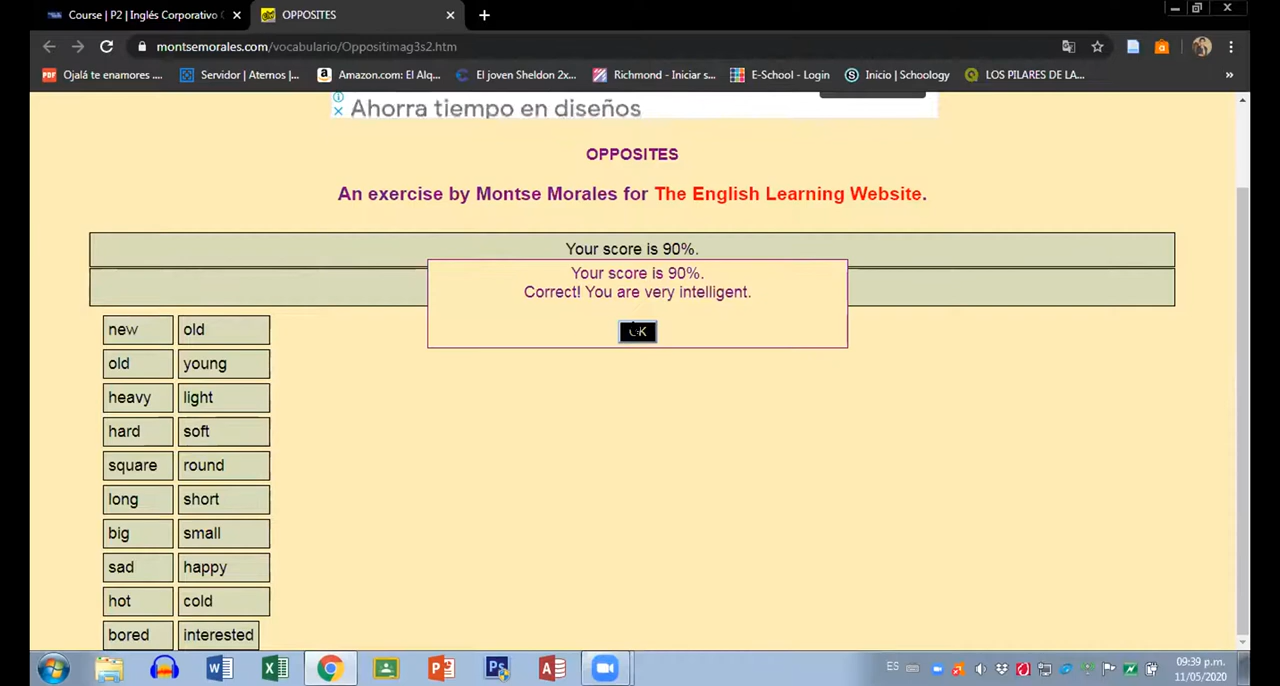 Course | P2 | Inglés Corporativo
OPPOSITES
montsemorales.com/vocabulario/Oppositimag3s2.htm
PDF Ojalá te enamores .... Servidor | Aternos |... Amazon.com: El Alq... El joven Sheldon 2x... Richmond - Iniciar s... E-School - Login Inicio | Schoology LOS PILARES DE LA... »
Ahorra tiempo en diseños
OPPOSITES
An exercise by Montse Morales for The English Learning Website.
Your score is 90%.
Your score is 90%.
Correct! You are very intelligent.
OK
new old
old young
heavy light
hard soft
square round
long short
big small
sad happy
hot cold
bored interested
ES
09:39 p.m.
11/05/2020